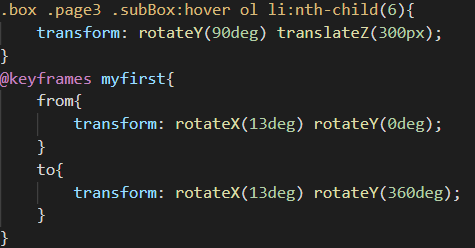 .box .page3 .subBox:hover ol li:nth-child(6){
    transform: rotateY(90deg) translateZ(300px);
}
@keyframes myfirst{
    from{
        transform: rotateX(13deg) rotateY(0deg);
    }
    to{
        transform: rotateX(13deg) rotateY(360deg);
    }
}